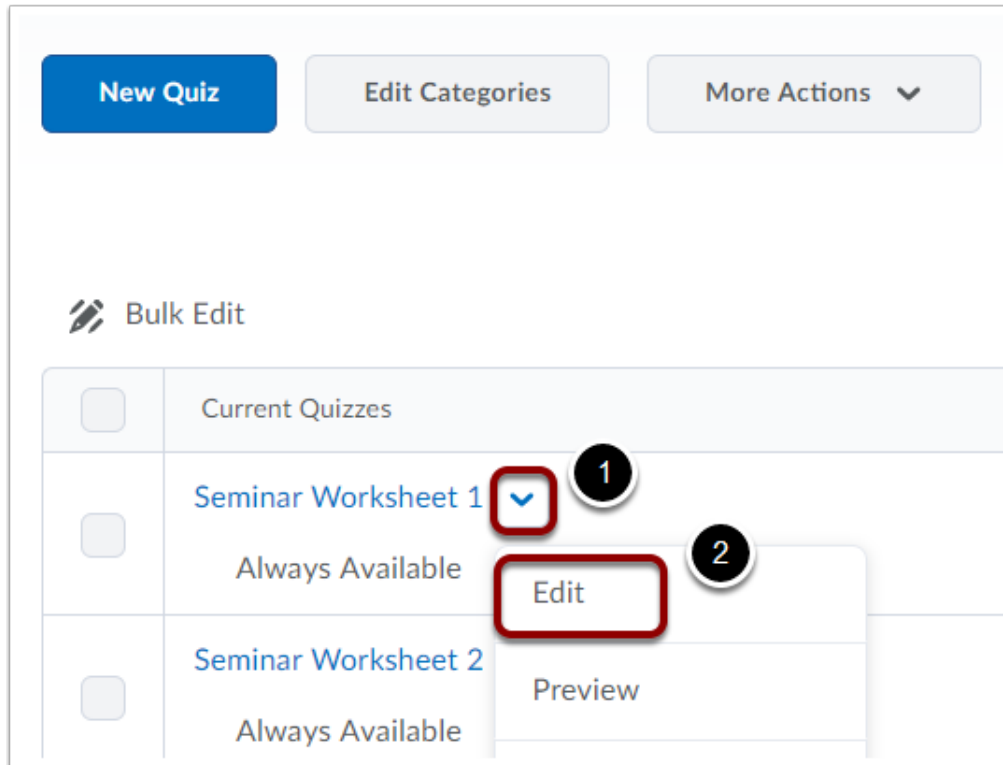 New Quiz Edit Categories More Actions
Bulk Edit
Current Quizzes
Seminar Worksheet 1 1
Always Available
2
Edit
Seminar Worksheet 2
Preview
Always Available